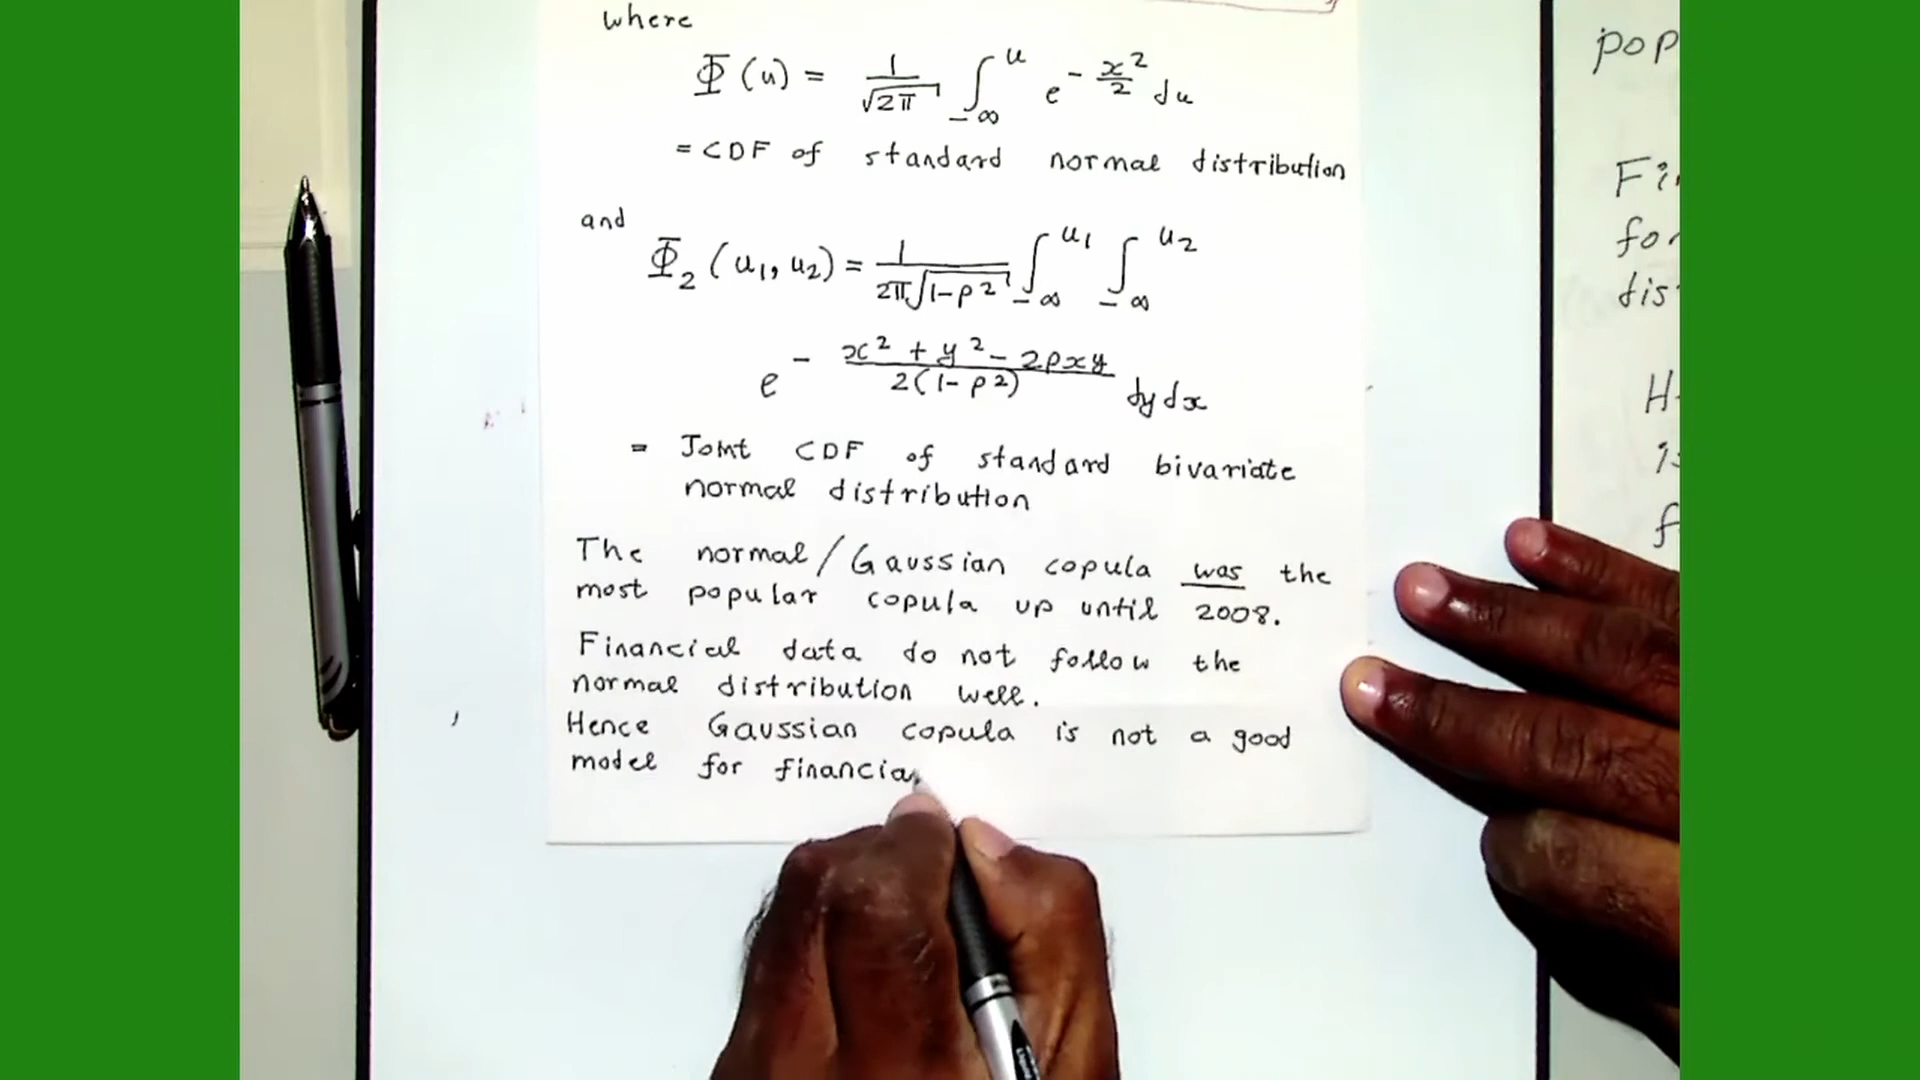 where
Φ(u) = 1/√2π ∫_{-∞}^{u} e^{-x²/2} du
= CDF of standard normal distribution
and
Φ₂(u₁, u₂) = 1/2π√1-ρ² ∫_{-∞}^{u₁} ∫_{-∞}^{u₂}
e^{- x² + y² - 2ρxy / 2(1-ρ²)} dy dx
= Joint CDF of standard bivariate
normal distribution
The normal/Gaussian copula was the
most popular copula up until 2008.
Financial data do not follow the
normal distribution well.
Hence Gaussian copula is not a good
model for financia
pop
Fi
for
dis
H
is
f